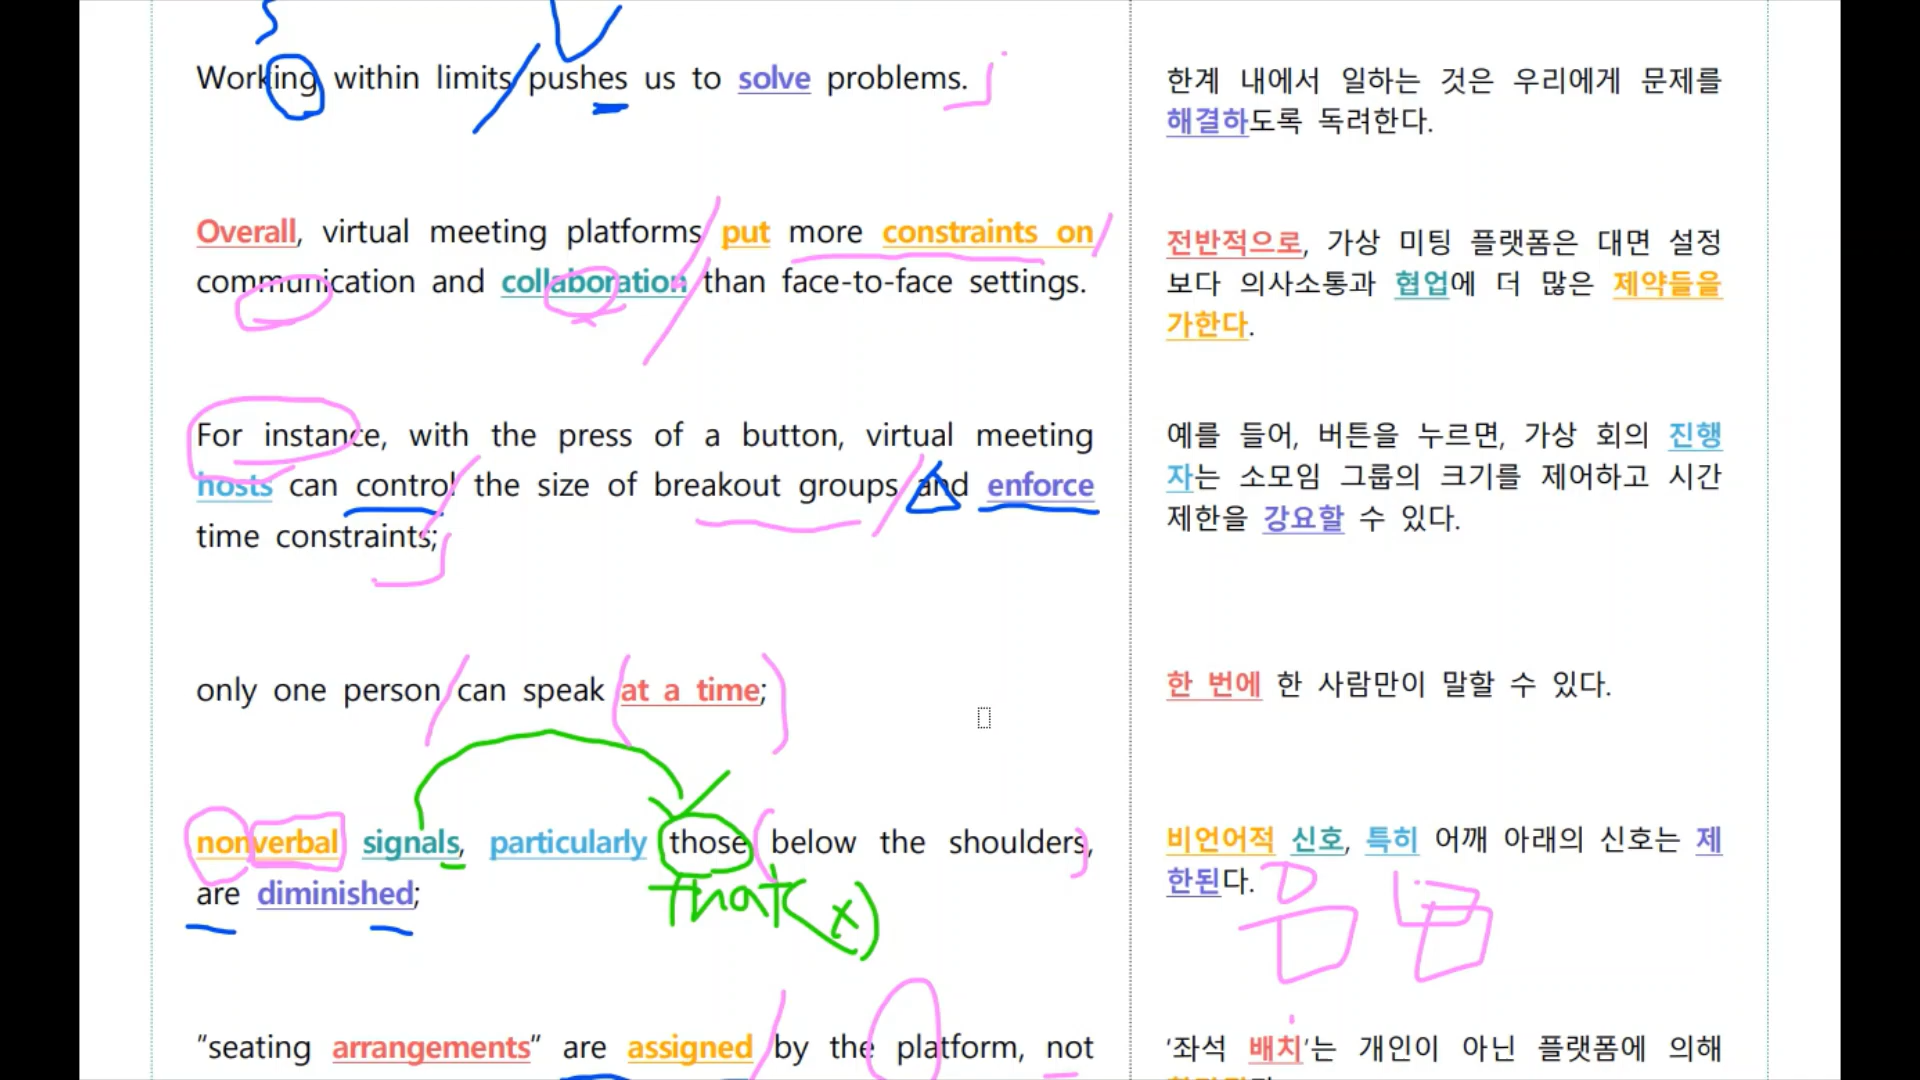 Working within limits pushes us to solve problems.
한계 내에서 일하는 것은 우리에게 문제를
해결하도록 독려한다.
Overall, virtual meeting platforms put more constraints on
communication and collaboration than face-to-face settings.
전반적으로, 가상 미팅 플랫폼은 대면 설정
보다 의사소통과 협업에 더 많은 제약들을
가한다.
For instance, with the press of a button, virtual meeting
hosts can control the size of breakout groups and enforce
time constraints;
예를 들어, 버튼을 누르면, 가상 회의 진행
자는 소모임 그룹의 크기를 제어하고 시간
제한을 강요할 수 있다.
only one person can speak at a time;
한 번에 한 사람만이 말할 수 있다.
nonverbal signals, particularly those below the shoulders,
are diminished;
that(x)
비언어적 신호, 특히 어깨 아래의 신호는 제
한된다.
“seating arrangements” are assigned by the platform, not
‘좌석 배치’는 개인이 아닌 플랫폼에 의해